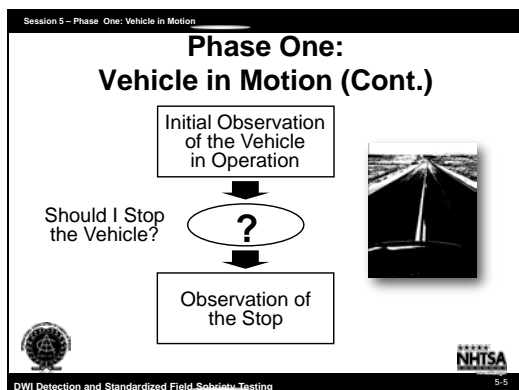 Session 5 – Phase One: Vehicle in Motion
Phase One:
Vehicle in Motion (Cont.)
Initial Observation
of the Vehicle
in Operation
Should I Stop
the Vehicle?
?
Observation of
the Stop
NHTSA
DWI Detection and Standardized Field Sobriety Testing
5-5